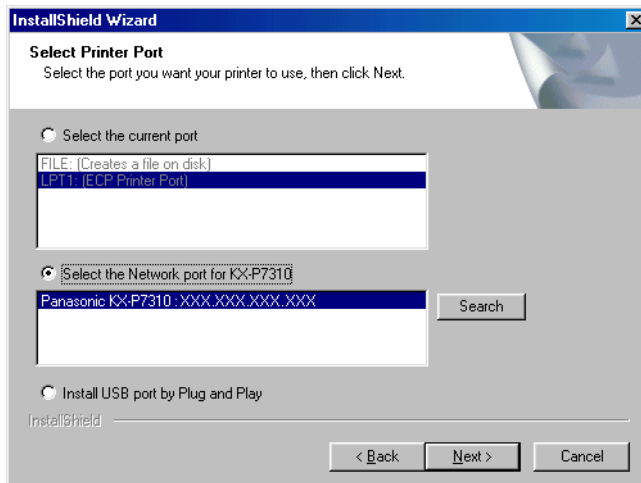 InstallShield Wizard
Select Printer Port
Select the port you want your printer to use, then click Next.
Select the current port
FILE: (Creates a file on disk)
LPT1: (ECP Printer Port)
Select the Network port for KX-P7310
Panasonic KX-P7310 : XXX.XXX.XXX.XXX
Search
Install USB port by Plug and Play
InstallShield
< Back
Next >
Cancel